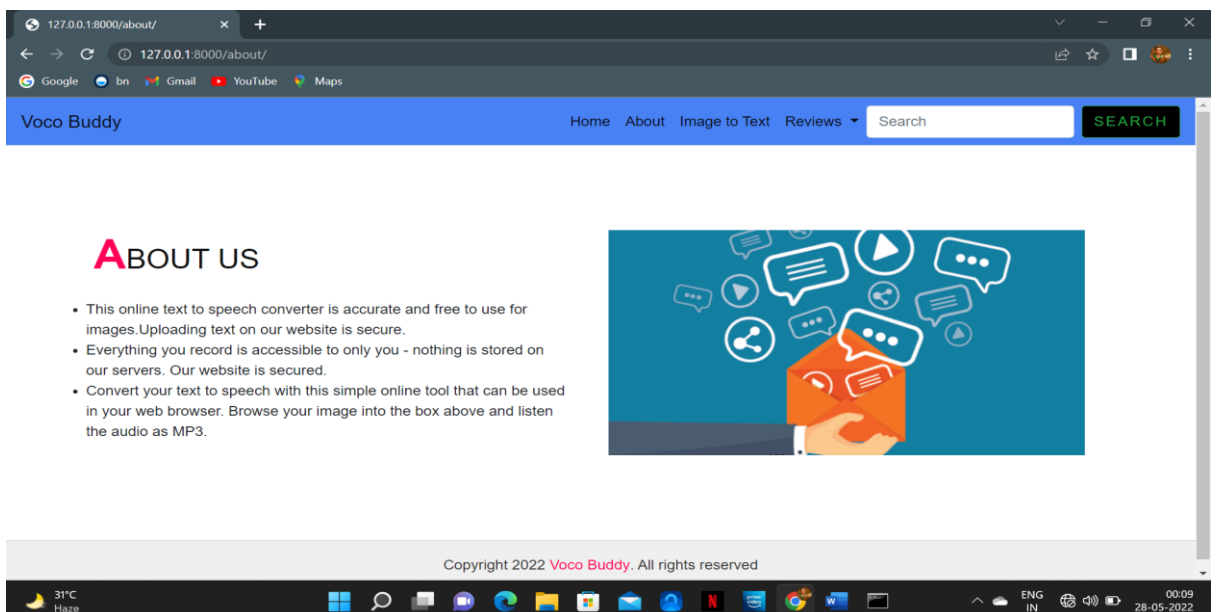 127.0.0.1:8000/about/
127.0.0.1:8000/about/
Google bn Gmail YouTube Maps
Voco Buddy Home About Image to Text Reviews Search SEARCH
ABOUT US
This online text to speech converter is accurate and free to use for
images.Uploading text on our website is secure.
Everything you record is accessible to only you - nothing is stored on
our servers. Our website is secured.
Convert your text to speech with this simple online tool that can be used
in your web browser. Browse your image into the box above and listen
the audio as MP3.
Copyright 2022 Voco Buddy. All rights reserved
31°C
Haze
ENG
IN
00:09
28-05-2022